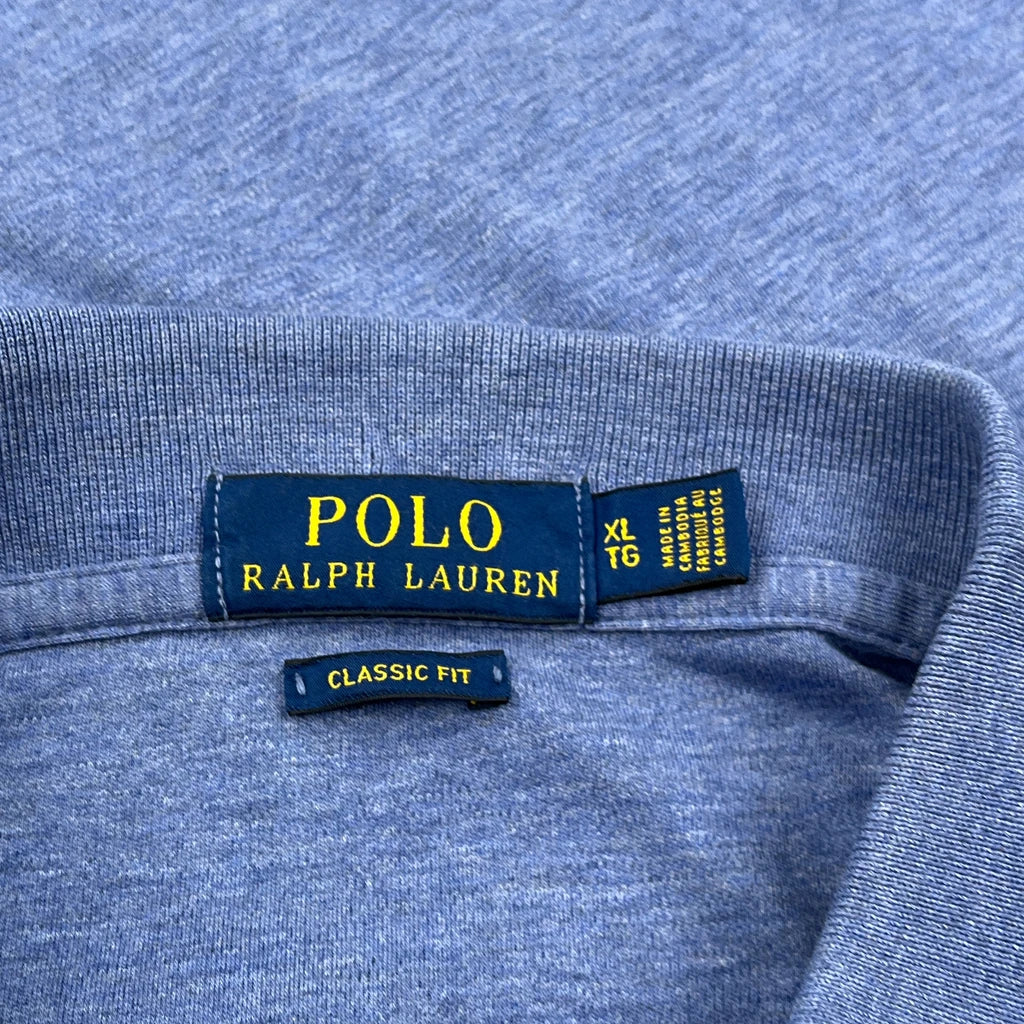 POLO
RALPH LAUREN
XL
TG
MADE IN
CAMBODIA
FABRIQUÉ AU
CAMBODGE
CLASSIC FIT